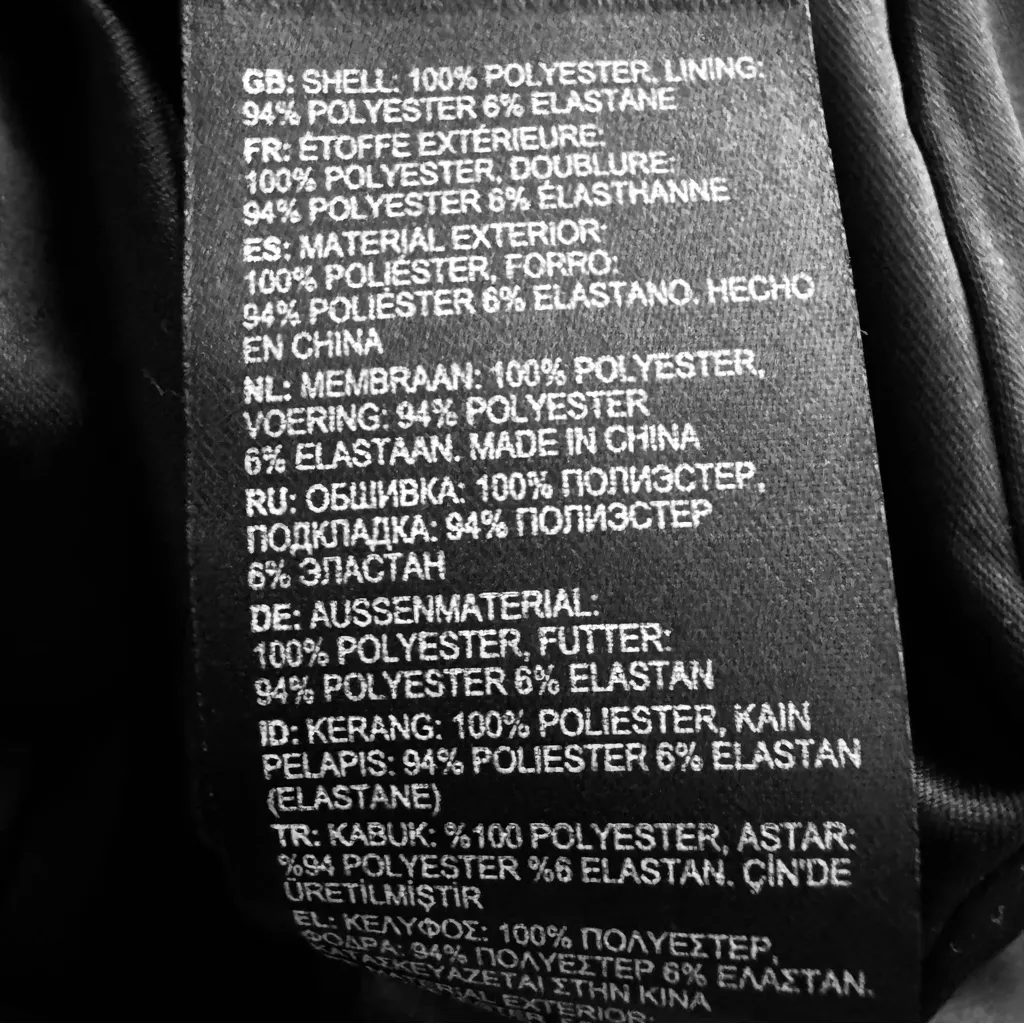 GB: SHELL: 100% POLYESTER, LINING:
94% POLYESTER 6% ELASTANE
FR: ÉTOFFE EXTÉRIEURE:
100% POLYESTER, DOUBLURE:
94% POLYESTER 6% ÉLASTHANNE
ES: MATERIAL EXTERIOR:
100% POLIÉSTER, FORRO:
94% POLIÉSTER 6% ELASTANO. HECHO
EN CHINA
NL: MEMBRAAN: 100% POLYESTER,
VOERING: 94% POLYESTER
6% ELASTAAN. MADE IN CHINA
RU: ОБШИВКА: 100% ПОЛИЭСТЕР,
ПОДКЛАДКА: 94% ПОЛИЭСТЕР
6% ЭЛАСТАН
DE: AUSSENMATERIAL:
100% POLYESTER, FUTTER:
94% POLYESTER 6% ELASTAN
ID: KERANG: 100% POLIESTER, KAIN
PELAPIS: 94% POLIESTER 6% ELASTAN
(ELASTANE)
TR: KABUK: %100 POLYESTER, ASTAR:
%94 POLYESTER %6 ELASTAN. ÇİN'DE
ÜRETİLMİŞTİR
EL: ΚΕΛΥΦΟΣ: 100% ΠΟΛΥΕΣΤΕΡ,
ΦΟΔΡΑ: 94% ΠΟΛΥΕΣΤΕΡ 6% ΕΛΑΣΤΑΝ.
ΚΑΤΑΣΚΕΥΑΖΕΤΑΙ ΣΤΗΝ ΚΙΝΑ
MATERIAL EXTERIOR: